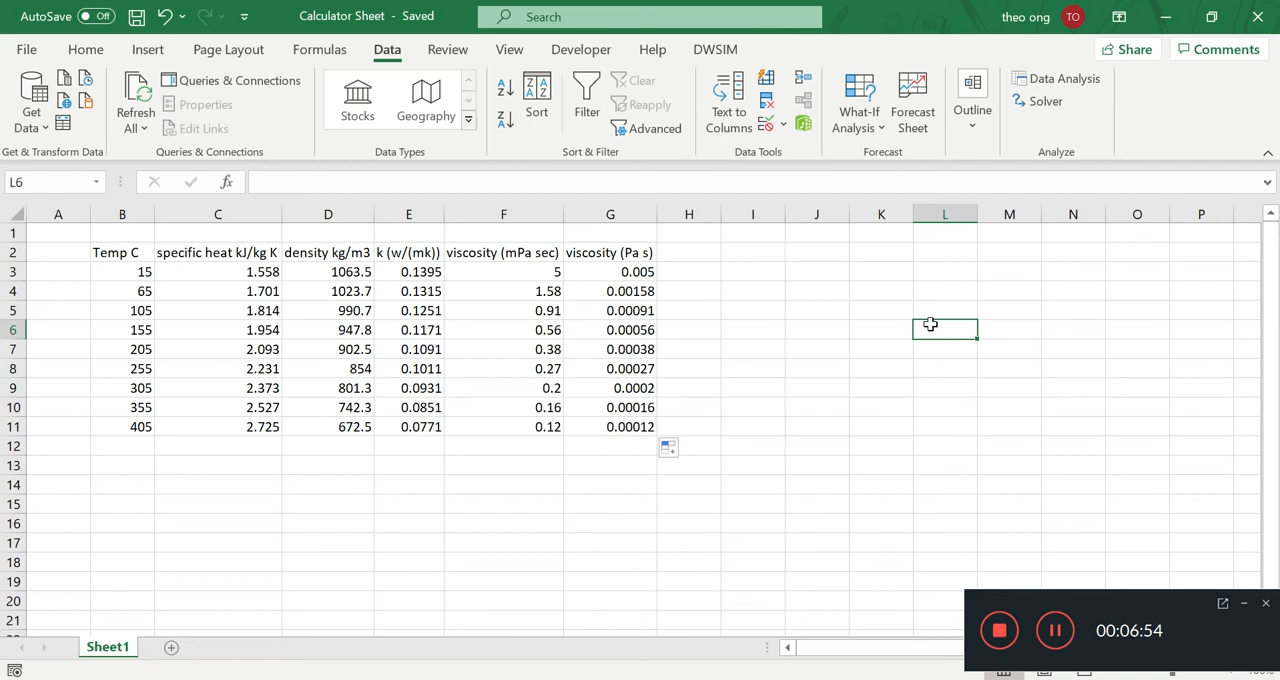 AutoSave Off Calculator Sheet - Saved Search theo ong TO
File Home Insert Page Layout Formulas Data Review View Developer Help DWSIM Share Comments
Get Data
Refresh All
Queries & Connections
Properties
Edit Links
Stocks
Geography
Sort
Filter
Clear
Reapply
Advanced
Text to Columns
What-If Analysis
Forecast Sheet
Outline
Data Analysis
Solver
Get & Transform Data Queries & Connections Data Types Sort & Filter Data Tools Forecast Analyze
L6 fx
A B C D E F G H I J K L M N O P
1
2 Temp C specific heat kJ/kg K density kg/m3 k (w/(mk)) viscosity (mPa sec) viscosity (Pa s)
3 15 1.558 1063.5 0.1395 5 0.005
4 65 1.701 1023.7 0.1315 1.58 0.00158
5 105 1.814 990.7 0.1251 0.91 0.00091
6 155 1.954 947.8 0.1171 0.56 0.00056
7 205 2.093 902.5 0.1091 0.38 0.00038
8 255 2.231 854 0.1011 0.27 0.00027
9 305 2.373 801.3 0.0931 0.2 0.0002
10 355 2.527 742.3 0.0851 0.16 0.00016
11 405 2.725 672.5 0.0771 0.12 0.00012
12
13
14
15
16
17
18
19
20
21
00:06:54
Sheet1